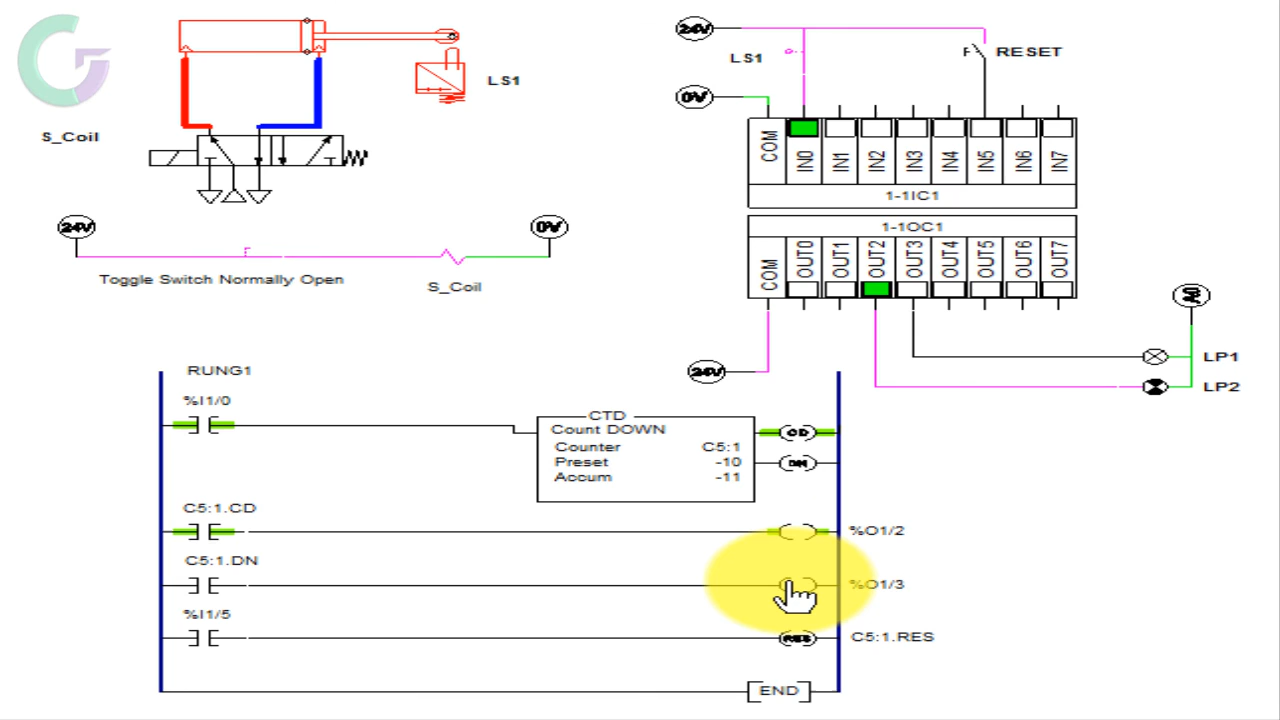 LS1
S_Coil
24V
0V
Toggle Switch Normally Open
S_Coil
24V
LS1
RESET
0V
COM IN0 IN1 IN2 IN3 IN4 IN5 IN6 IN7
1-1IC1
1-1OC1
COM OUT0 OUT1 OUT2 OUT3 OUT4 OUT5 OUT6 OUT7
0V
LP1
24V
LP2
RUNG1
%I1/0
CTD
Count DOWN
CD
Counter C5:1
Preset -10
DN
Accum -11
C5:1.CD
%O1/2
C5:1.DN
%O1/3
%I1/5
RES
C5:1.RES
END